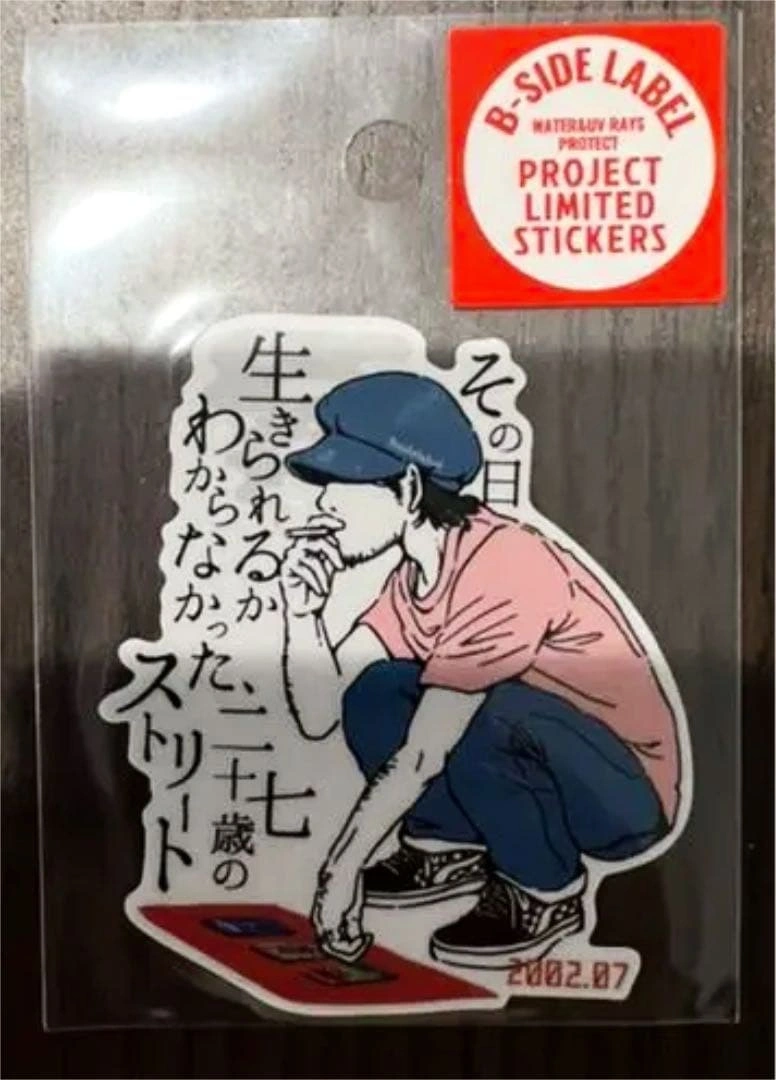 B-SIDE LABEL
WATER&UV RAYS
PROTECT
PROJECT
LIMITED
STICKERS
その日
生きられるか
わからなかった、
二十七歳の
ストリート
2002.07